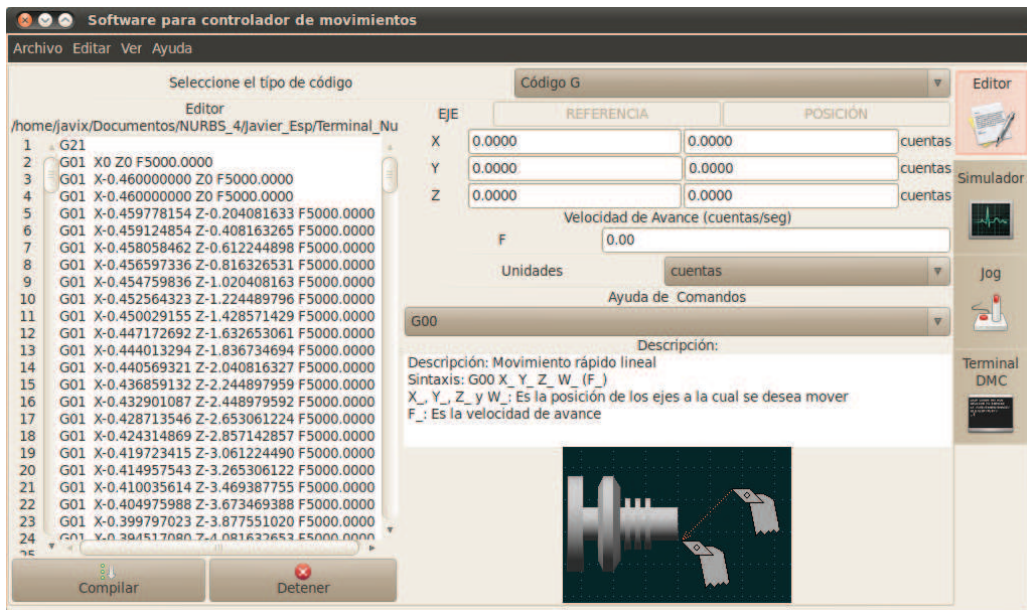 Software para controlador de movimientos
Archivo Editar Ver Ayuda
Seleccione el tipo de código
Código G
Editor
/home/javix/Documentos/NURBS_4/Javier_Esp/Terminal_Nu
1 G21
2 G01 X0 Z0 F5000.0000
3 G01 X-0.460000000 Z0 F5000.0000
4 G01 X-0.460000000 Z0 F5000.0000
5 G01 X-0.459778154 Z-0.204081633 F5000.0000
6 G01 X-0.459124854 Z-0.408163265 F5000.0000
7 G01 X-0.458058462 Z-0.612244898 F5000.0000
8 G01 X-0.456597336 Z-0.816326531 F5000.0000
9 G01 X-0.454759836 Z-1.020408163 F5000.0000
10 G01 X-0.452564323 Z-1.224489796 F5000.0000
11 G01 X-0.450029155 Z-1.428571429 F5000.0000
12 G01 X-0.447172692 Z-1.632653061 F5000.0000
13 G01 X-0.444013294 Z-1.836734694 F5000.0000
14 G01 X-0.440569321 Z-2.040816327 F5000.0000
15 G01 X-0.436859132 Z-2.244897959 F5000.0000
16 G01 X-0.432901087 Z-2.448979592 F5000.0000
17 G01 X-0.428713546 Z-2.653061224 F5000.0000
18 G01 X-0.424314869 Z-2.857142857 F5000.0000
19 G01 X-0.419723415 Z-3.061224490 F5000.0000
20 G01 X-0.414957543 Z-3.265306122 F5000.0000
21 G01 X-0.410035614 Z-3.469387755 F5000.0000
22 G01 X-0.404975988 Z-3.673469388 F5000.0000
23 G01 X-0.399797023 Z-3.877551020 F5000.0000
24 G01 X-0.394517080 Z-4.081632653 F5000.0000
25
Compilar
Detener
EJE REFERENCIA POSICIÓN
X 0.0000 0.0000 cuentas
Y 0.0000 0.0000 cuentas
Z 0.0000 0.0000 cuentas
Velocidad de Avance (cuentas/seg)
F 0.00
Unidades cuentas
Ayuda de Comandos
G00
Descripción:
Descripción: Movimiento rápido lineal
Sintaxis: G00 X_ Y_ Z_ W_ (F_)
X_, Y_, Z_ y W_: Es la posición de los ejes a la cual se desea mover
F_: Es la velocidad de avance
Editor
Simulador
Jog
Terminal
DMC